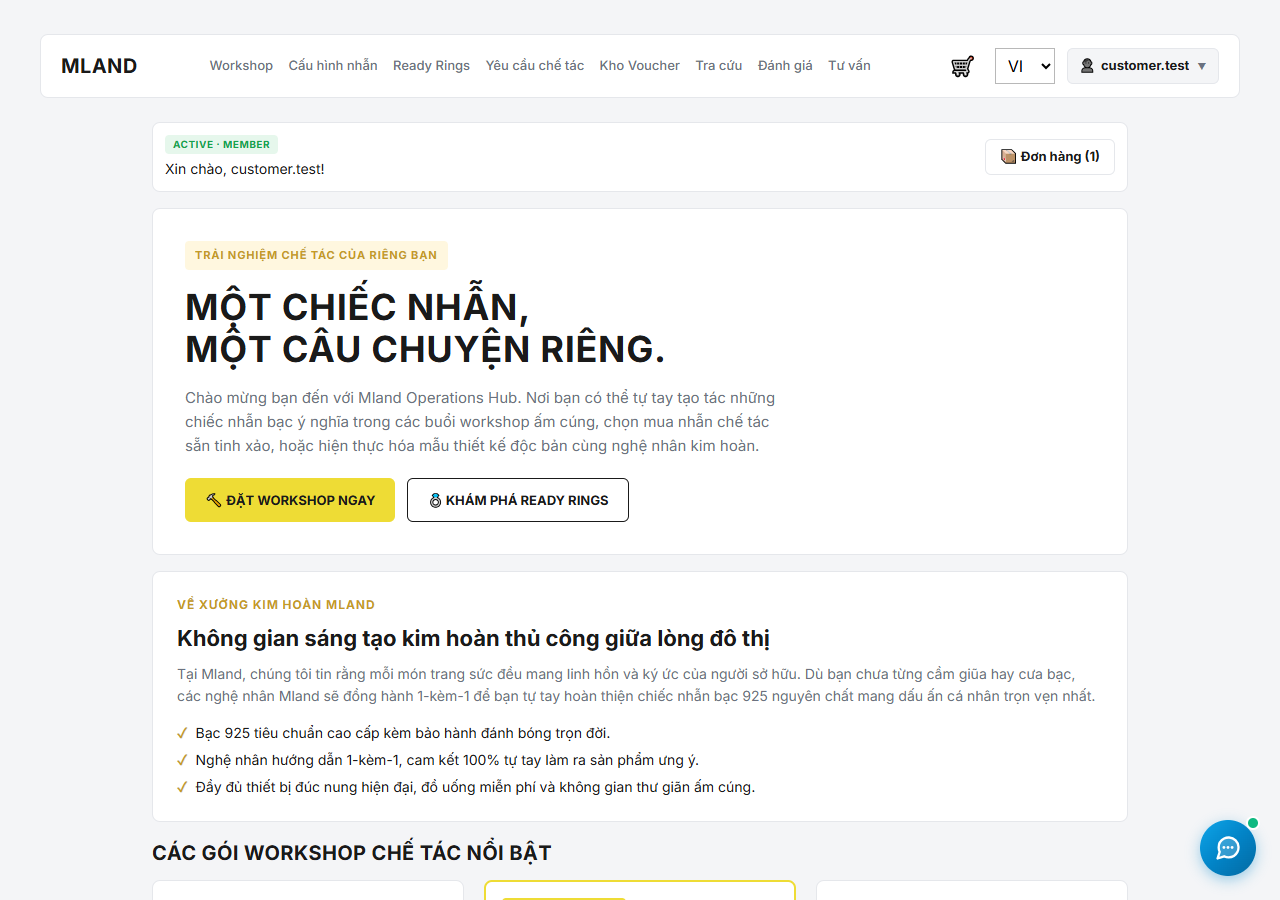 MLAND
Workshop
Cấu hình nhẫn
Ready Rings
Yêu cầu chế tác
Kho Voucher
Tra cứu
Đánh giá
Tư vấn
VI
customer.test
ACTIVE · MEMBER
Xin chào, customer.test!
Đơn hàng (1)
TRẢI NGHIỆM CHẾ TÁC CỦA RIÊNG BẠN
MỘT CHIẾC NHẪN,
MỘT CÂU CHUYỆN RIÊNG.
Chào mừng bạn đến với Mland Operations Hub. Nơi bạn có thể tự tay tạo tác những
chiếc nhẫn bạc ý nghĩa trong các buổi workshop ấm cúng, chọn mua nhẫn chế tác
sẵn tinh xảo, hoặc hiện thực hóa mẫu thiết kế độc bản cùng nghệ nhân kim hoàn.
ĐẶT WORKSHOP NGAY
KHÁM PHÁ READY RINGS
VỀ XƯỞNG KIM HOÀN MLAND
Không gian sáng tạo kim hoàn thủ công giữa lòng đô thị
Tại Mland, chúng tôi tin rằng mỗi món trang sức đều mang linh hồn và ký ức của người sở hữu. Dù bạn chưa từng cầm giũa hay cưa bạc,
các nghệ nhân Mland sẽ đồng hành 1-kèm-1 để bạn tự tay hoàn thiện chiếc nhẫn bạc 925 nguyên chất mang dấu ấn cá nhân trọn vẹn nhất.
✓ Bạc 925 tiêu chuẩn cao cấp kèm bảo hành đánh bóng trọn đời.
✓ Nghệ nhân hướng dẫn 1-kèm-1, cam kết 100% tự tay làm ra sản phẩm ưng ý.
✓ Đầy đủ thiết bị đúc nung hiện đại, đồ uống miễn phí và không gian thư giãn ấm cúng.
CÁC GÓI WORKSHOP CHẾ TÁC NỔI BẬT